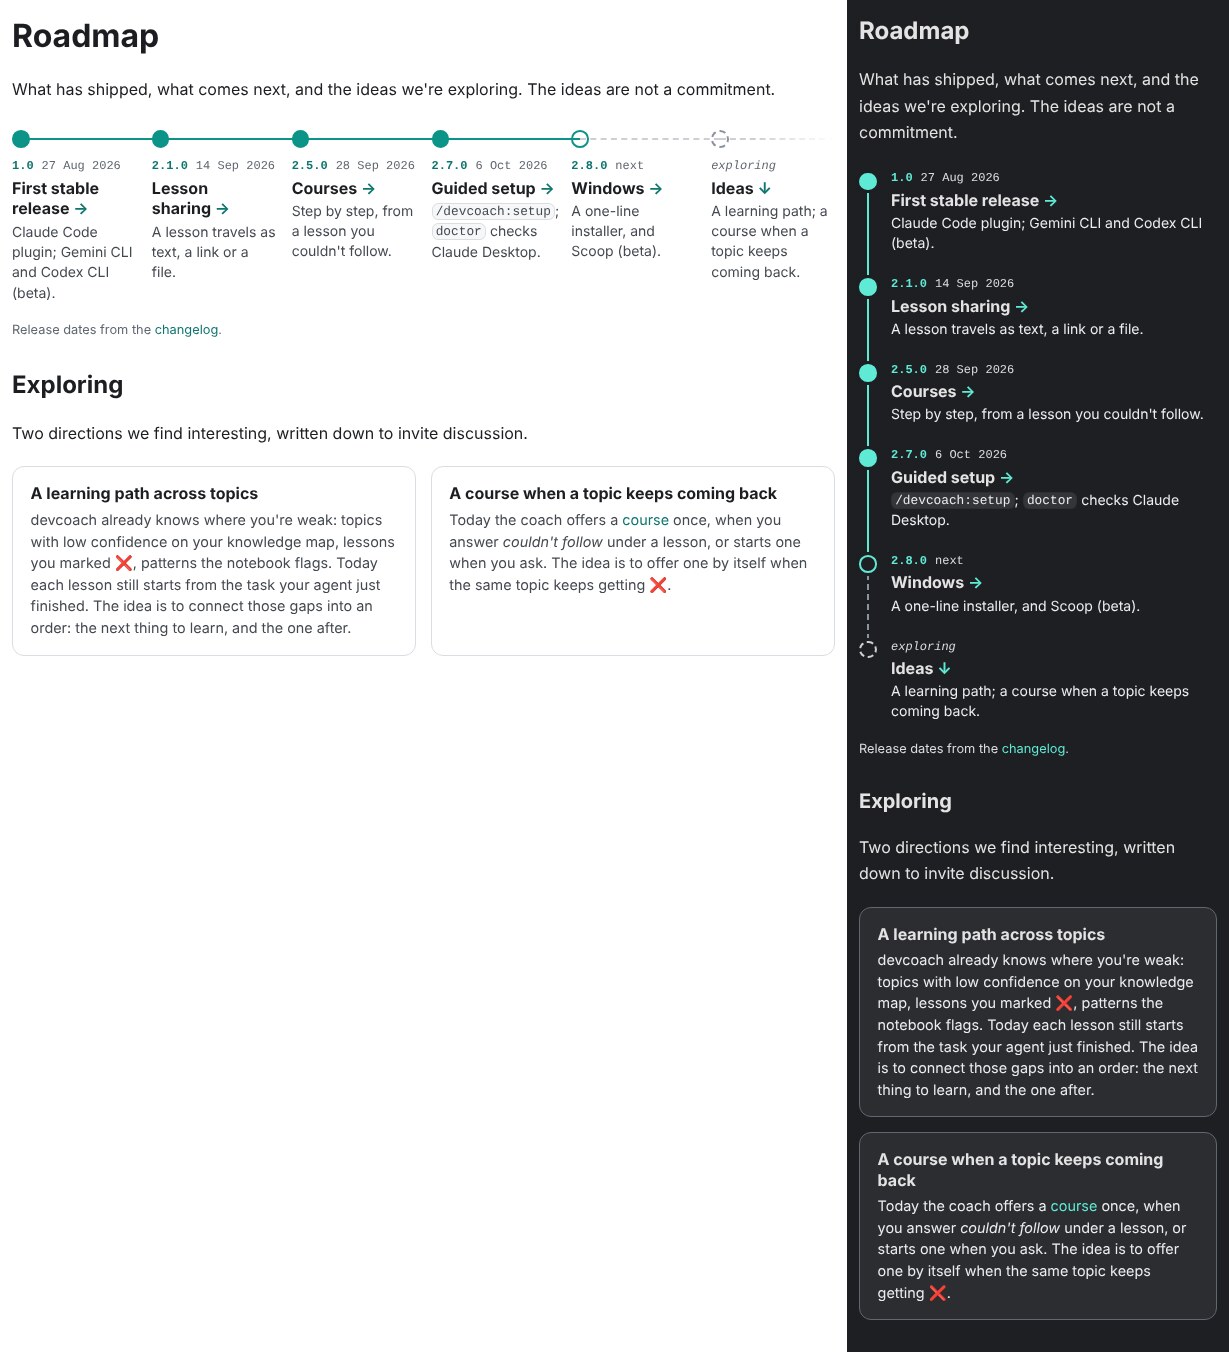 Roadmap
What has shipped, what comes next, and the ideas we're exploring. The ideas are not a commitment.
1.0 27 Aug 2026
First stable
release →
Claude Code
plugin; Gemini CLI
and Codex CLI
(beta).
2.1.0 14 Sep 2026
Lesson
sharing →
A lesson travels as
text, a link or a
file.
2.5.0 28 Sep 2026
Courses →
Step by step, from
a lesson you
couldn't follow.
2.7.0 6 Oct 2026
Guided setup →
/devcoach:setup;
doctor checks
Claude Desktop.
2.8.0 next
Windows →
A one-line
installer, and
Scoop (beta).
exploring
Ideas ↓
A learning path; a
course when a
topic keeps
coming back.
Release dates from the changelog.
Exploring
Two directions we find interesting, written down to invite discussion.
A learning path across topics
devcoach already knows where you're weak: topics
with low confidence on your knowledge map, lessons
you marked ❌, patterns the notebook flags. Today
each lesson still starts from the task your agent just
finished. The idea is to connect those gaps into an
order: the next thing to learn, and the one after.
A course when a topic keeps coming back
Today the coach offers a course once, when you
answer couldn't follow under a lesson, or starts one
when you ask. The idea is to offer one by itself when
the same topic keeps getting ❌.
Roadmap
What has shipped, what comes next, and the
ideas we're exploring. The ideas are not a
commitment.
1.0 27 Aug 2026
First stable release →
Claude Code plugin; Gemini CLI and Codex CLI
(beta).
2.1.0 14 Sep 2026
Lesson sharing →
A lesson travels as text, a link or a file.
2.5.0 28 Sep 2026
Courses →
Step by step, from a lesson you couldn't follow.
2.7.0 6 Oct 2026
Guided setup →
/devcoach:setup; doctor checks Claude
Desktop.
2.8.0 next
Windows →
A one-line installer, and Scoop (beta).
exploring
Ideas ↓
A learning path; a course when a topic keeps
coming back.
Release dates from the changelog.
Exploring
Two directions we find interesting, written
down to invite discussion.
A learning path across topics
devcoach already knows where you're weak:
topics with low confidence on your knowledge
map, lessons you marked ❌, patterns the
notebook flags. Today each lesson still starts
from the task your agent just finished. The idea
is to connect those gaps into an order: the next
thing to learn, and the one after.
A course when a topic keeps coming
back
Today the coach offers a course once, when
you answer couldn't follow under a lesson, or
starts one when you ask. The idea is to offer
one by itself when the same topic keeps
getting ❌.